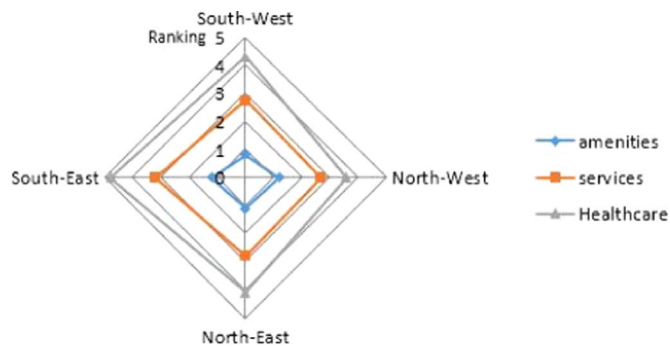 South-West
Ranking 5
4
3
2
1
0
South-East
North-West
North-East
amenities
services
Healthcare